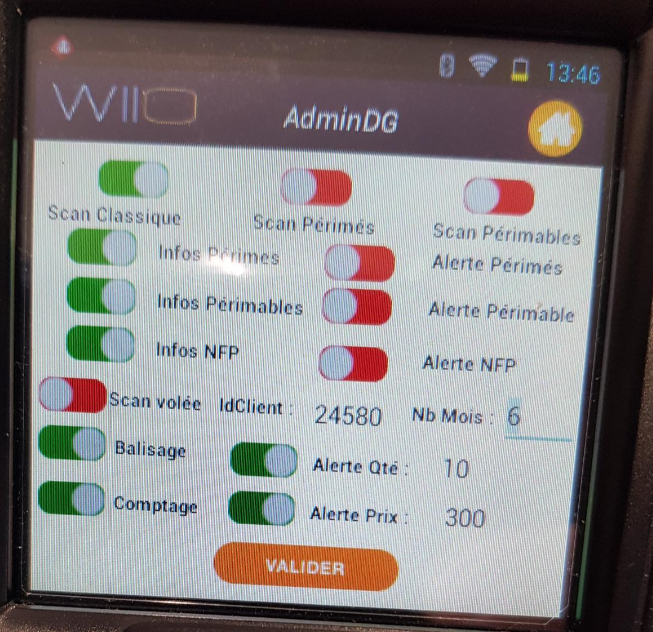 13:46
WIIO
AdminDG
Scan Classique Scan Périmés Scan Périmables
Infos Périmés Alerte Périmés
Infos Périmables Alerte Périmable
Infos NFP Alerte NFP
Scan volée IdClient : 24580 Nb Mois : 6
Balisage Alerte Qté : 10
Comptage Alerte Prix : 300
VALIDER